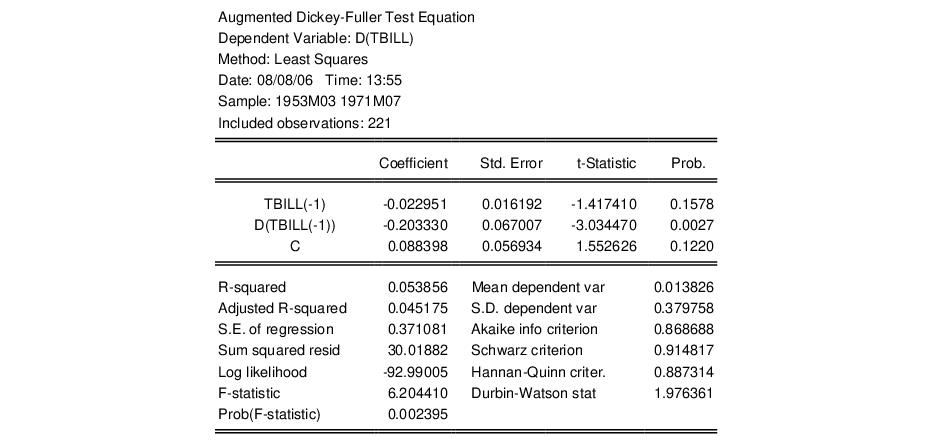 Augmented Dickey-Fuller Test Equation
Dependent Variable: D(TBILL)
Method: Least Squares
Date: 08/08/06 Time: 13:55
Sample: 1953M03 1971M07
Included observations: 221
Coefficient Std. Error t-Statistic Prob.
TBILL(-1) -0.022951 0.016192 -1.417410 0.1578
D(TBILL(-1)) -0.203330 0.067007 -3.034470 0.0027
C 0.088398 0.056934 1.552626 0.1220
R-squared 0.053856 Mean dependent var 0.013826
Adjusted R-squared 0.045175 S.D. dependent var 0.379758
S.E. of regression 0.371081 Akaike info criterion 0.868688
Sum squared resid 30.01882 Schwarz criterion 0.914817
Log likelihood -92.99005 Hannan-Quinn criter. 0.887314
F-statistic 6.204410 Durbin-Watson stat 1.976361
Prob(F-statistic) 0.002395